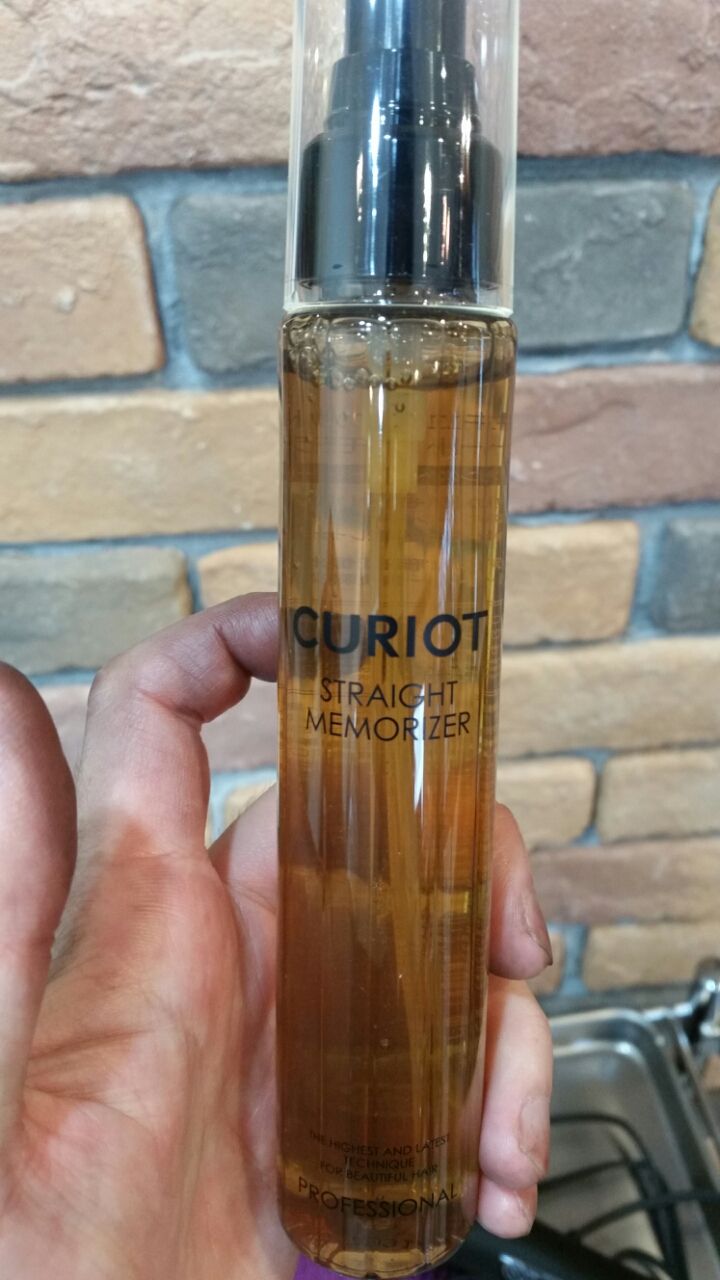 CURIOT
STRAIGHT
MEMORIZER
THE HIGHEST AND LATEST
TECHNIQUE
FOR BEAUTIFUL HAIR
PROFESSIONAL